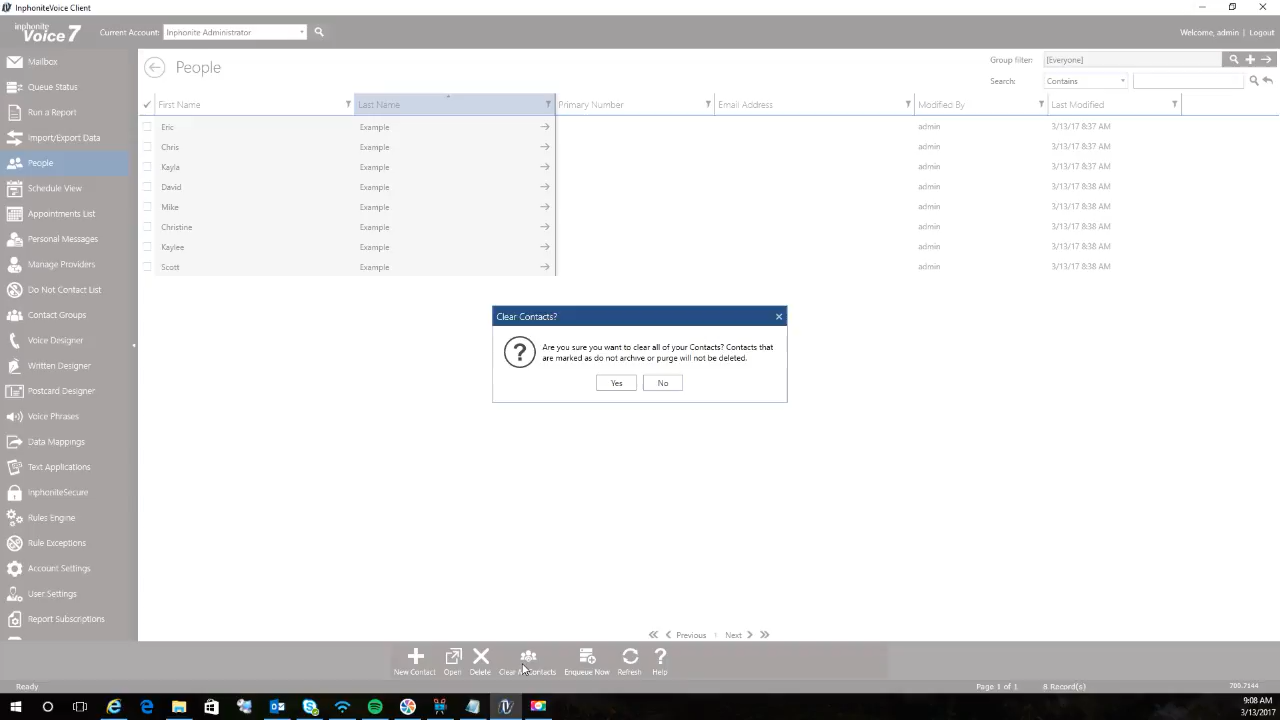 InphoniteVoice Client
inphonite
Voice 7
Current Account: Inphonite Administrator
Welcome, admin | Logout
Mailbox
Queue Status
Run a Report
Import/Export Data
People
Schedule View
Appointments List
Personal Messages
Manage Providers
Do Not Contact List
Contact Groups
Voice Designer
Written Designer
Postcard Designer
Voice Phrases
Data Mappings
Text Applications
InphoniteSecure
Rules Engine
Rule Exceptions
Account Settings
User Settings
Report Subscriptions
People
Group filter: [Everyone]
Search: Contains
First Name Last Name Primary Number Email Address Modified By Last Modified
Eric Example admin 3/13/17 8:37 AM
Chris Example admin 3/13/17 8:37 AM
Kayla Example admin 3/13/17 8:37 AM
David Example admin 3/13/17 8:38 AM
Mike Example admin 3/13/17 8:38 AM
Christine Example admin 3/13/17 8:38 AM
Kaylee Example admin 3/13/17 8:38 AM
Scott Example admin 3/13/17 8:38 AM
Clear Contacts?
Are you sure you want to clear all of your Contacts? Contacts that
are marked as do not archive or purge will not be deleted.
Yes No
Previous Next
New Contact Open Delete Clear All Contacts Enqueue Now Refresh Help
Ready Page 1 of 1 8 Record(s) 700.7144
9:08 AM
3/13/2017